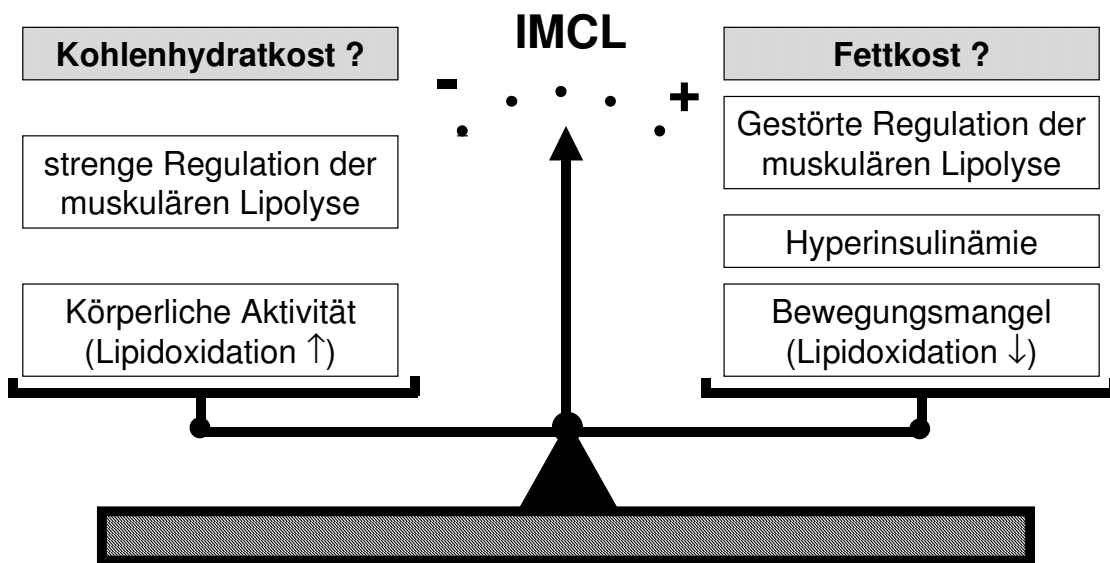 IMCL
- +
Kohlenhydratkost ?
strenge Regulation der
muskulären Lipolyse
Körperliche Aktivität
(Lipidoxidation ↑)
Fettkost ?
Gestörte Regulation der
muskulären Lipolyse
Hyperinsulinämie
Bewegungsmangel
(Lipidoxidation ↓)